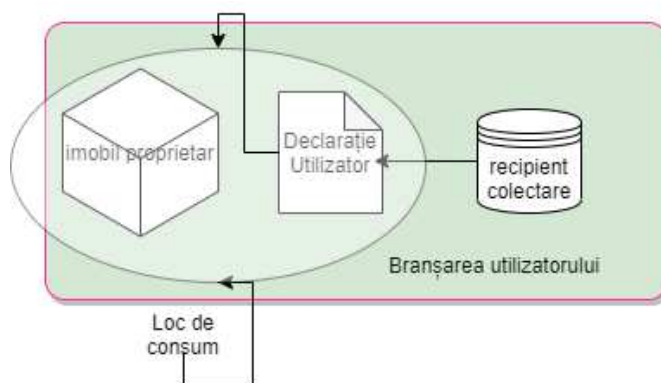 imobil proprietar
Declarație
Utilizator
recipient
colectare
Branșarea utilizatorului
Loc de
consum